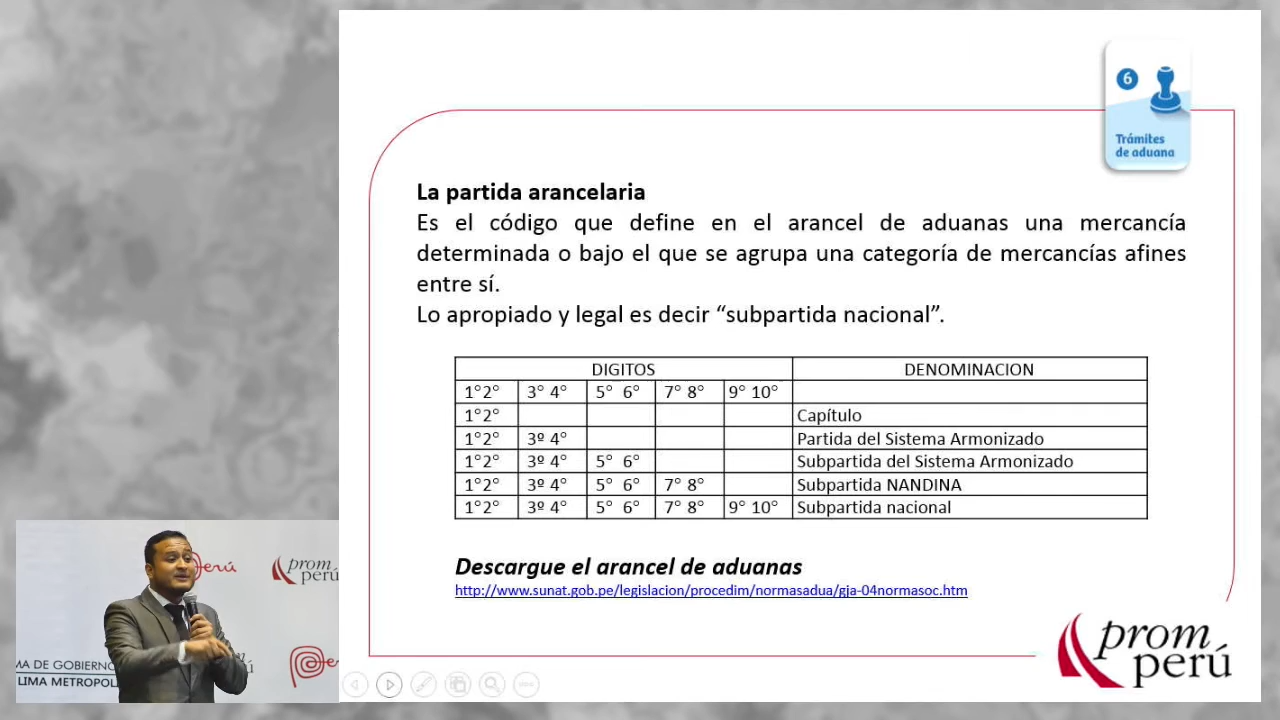 6
Trámites
de aduana
La partida arancelaria
Es el código que define en el arancel de aduanas una mercancía
determinada o bajo el que se agrupa una categoría de mercancías afines
entre sí.
Lo apropiado y legal es decir “subpartida nacional”.
DIGITOS DENOMINACION
1°2° 3° 4° 5° 6° 7° 8° 9° 10°
1°2° Capítulo
1°2° 3º 4° Partida del Sistema Armonizado
1°2° 3º 4° 5° 6° Subpartida del Sistema Armonizado
1°2° 3º 4° 5° 6° 7° 8° Subpartida NANDINA
1°2° 3º 4° 5° 6° 7° 8° 9° 10° Subpartida nacional
Descargue el arancel de aduanas
http://www.sunat.gob.pe/legislacion/procedim/normasadua/gja-04normasoc.htm
prom
perú
prom
perú
MA DE GOBIERNO
LIMA METROPOL